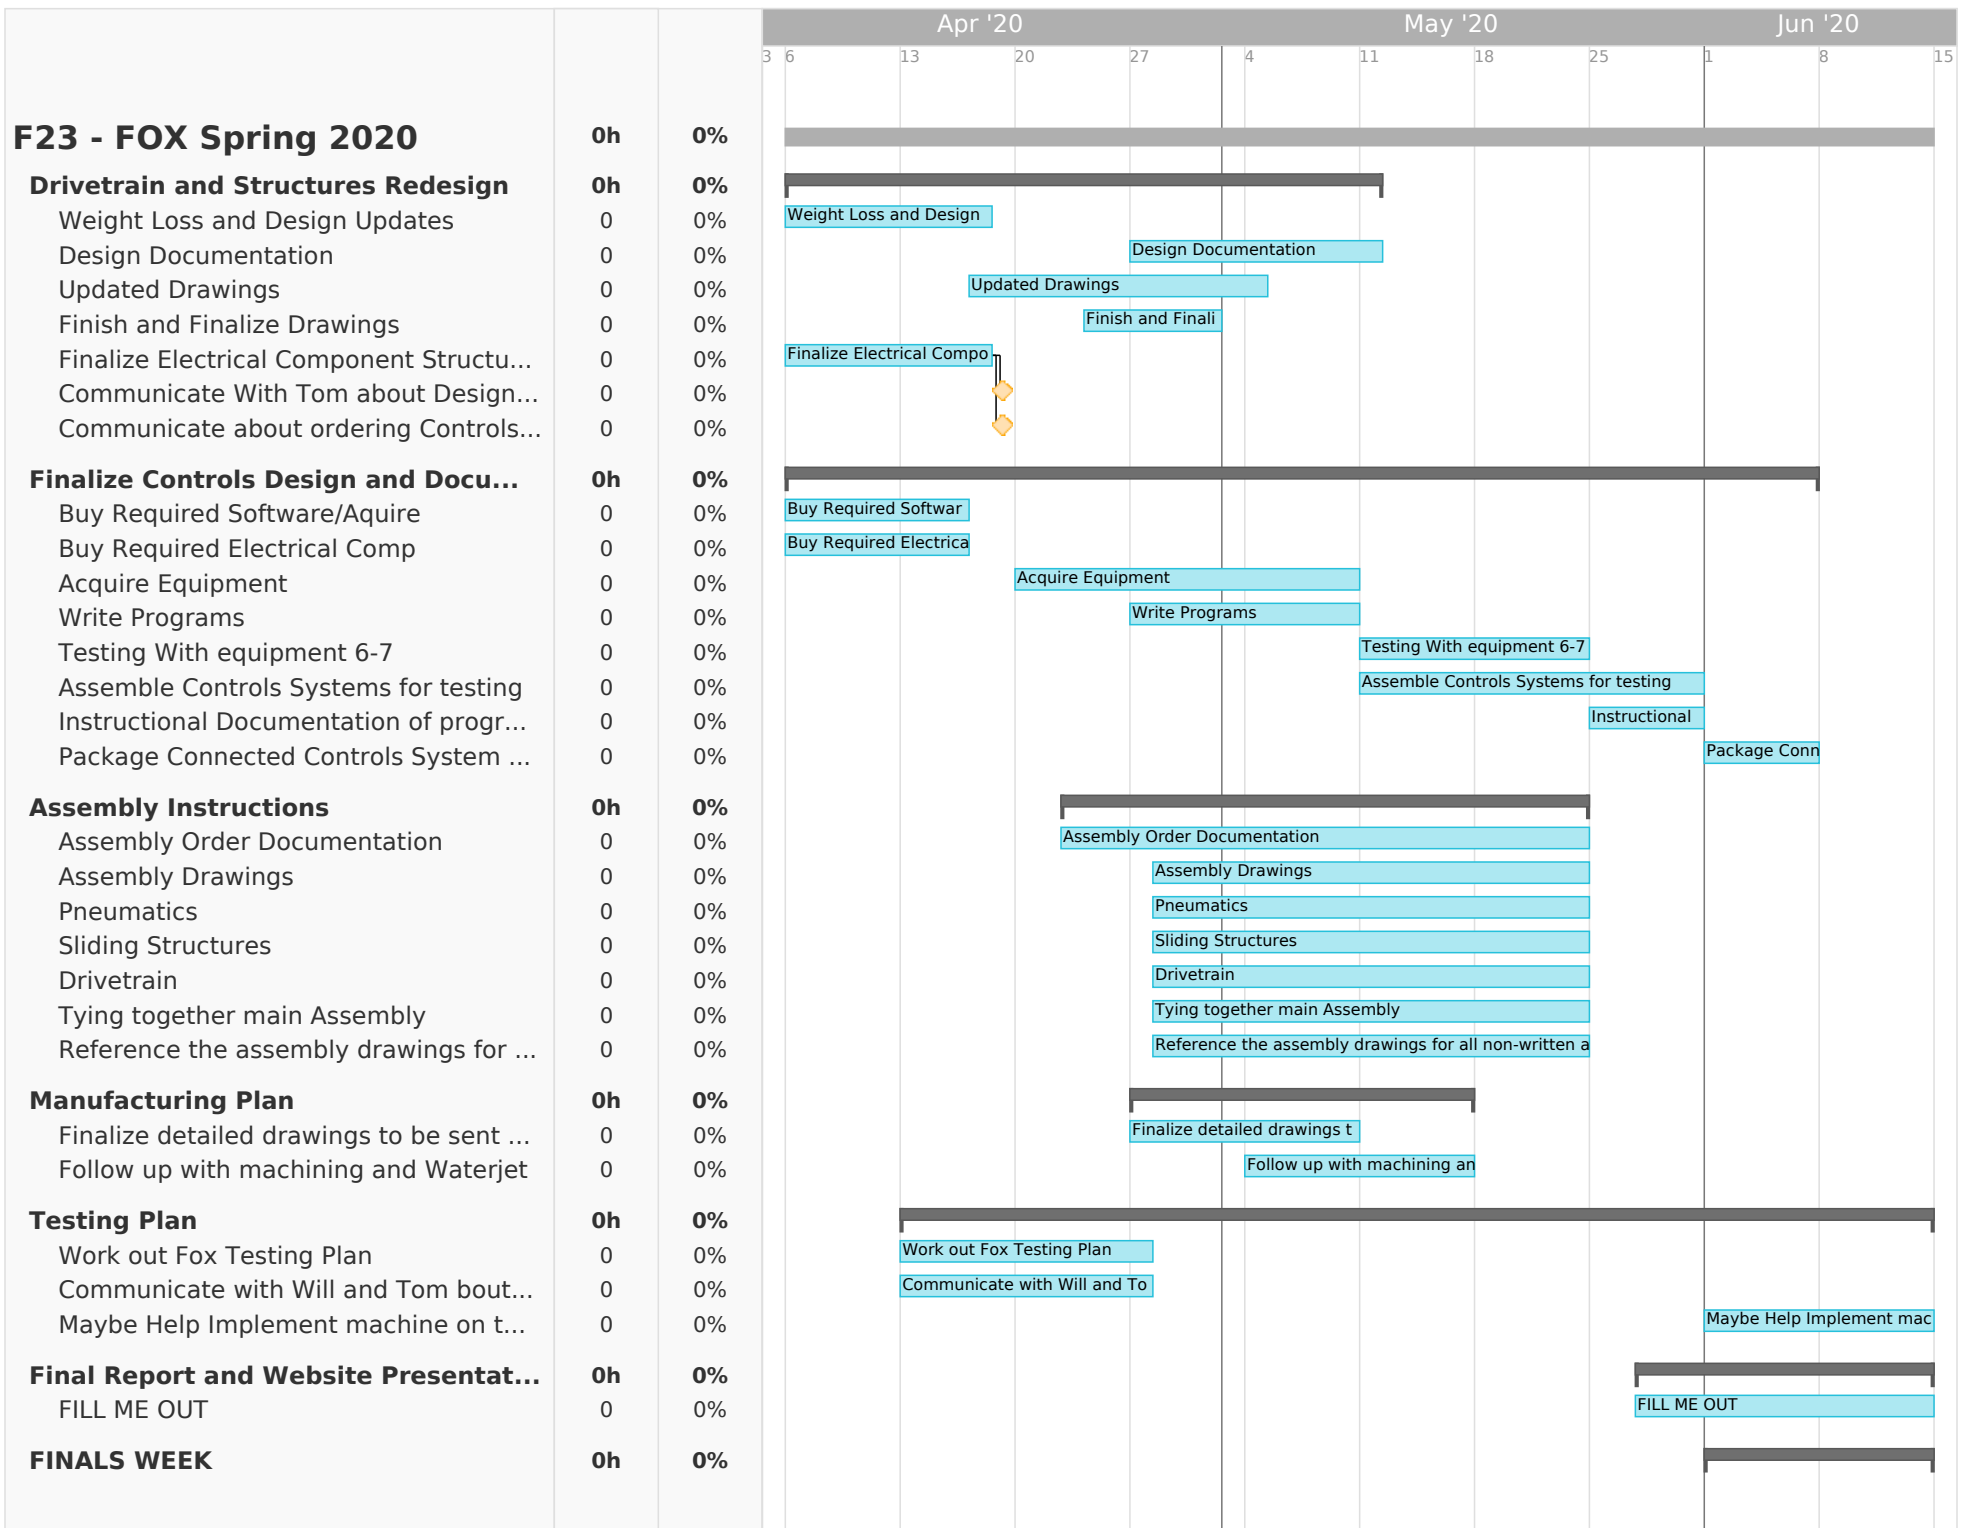 Apr '20 May '20 Jun '20
3 6 13 20 27 4 11 18 25 1 8 15
F23 - FOX Spring 2020 0h 0%
Drivetrain and Structures Redesign 0h 0%
Weight Loss and Design Updates 0 0% Weight Loss and Design
Design Documentation 0 0% Design Documentation
Updated Drawings 0 0% Updated Drawings
Finish and Finalize Drawings 0 0% Finish and Finali
Finalize Electrical Component Structu... 0 0% Finalize Electrical Compo
Communicate With Tom about Design... 0 0%
Communicate about ordering Controls... 0 0%
Finalize Controls Design and Docu... 0h 0%
Buy Required Software/Aquire 0 0% Buy Required Softwar
Buy Required Electrical Comp 0 0% Buy Required Electrica
Acquire Equipment 0 0% Acquire Equipment
Write Programs 0 0% Write Programs
Testing With equipment 6-7 0 0% Testing With equipment 6-7
Assemble Controls Systems for testing 0 0% Assemble Controls Systems for testing
Instructional Documentation of progr... 0 0% Instructional
Package Connected Controls System ... 0 0% Package Conn
Assembly Instructions 0h 0%
Assembly Order Documentation 0 0% Assembly Order Documentation
Assembly Drawings 0 0% Assembly Drawings
Pneumatics 0 0% Pneumatics
Sliding Structures 0 0% Sliding Structures
Drivetrain 0 0% Drivetrain
Tying together main Assembly 0 0% Tying together main Assembly
Reference the assembly drawings for ... 0 0% Reference the assembly drawings for all non-written a
Manufacturing Plan 0h 0%
Finalize detailed drawings to be sent ... 0 0% Finalize detailed drawings t
Follow up with machining and Waterjet 0 0% Follow up with machining an
Testing Plan 0h 0%
Work out Fox Testing Plan 0 0% Work out Fox Testing Plan
Communicate with Will and Tom bout... 0 0% Communicate with Will and To
Maybe Help Implement machine on t... 0 0% Maybe Help Implement mac
Final Report and Website Presentat... 0h 0%
FILL ME OUT 0 0% FILL ME OUT
FINALS WEEK 0h 0%